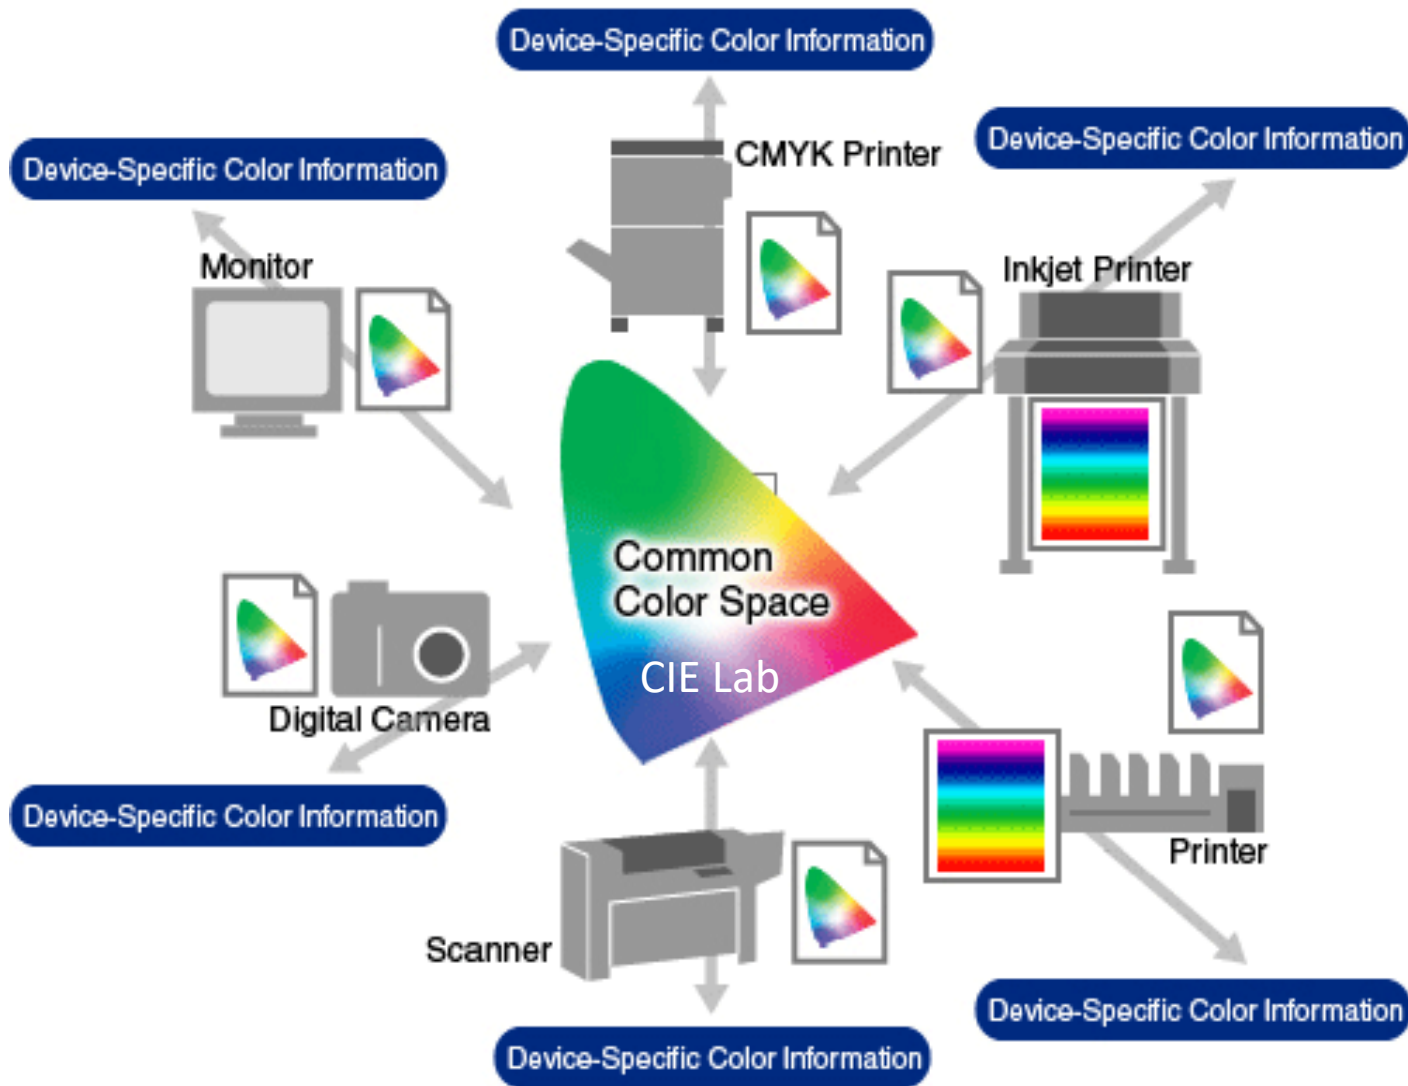 Device-Specific Color Information
Device-Specific Color Information
CMYK Printer
Device-Specific Color Information
Monitor
Inkjet Printer
Common
Color Space
CIE Lab
Digital Camera
Device-Specific Color Information
Printer
Scanner
Device-Specific Color Information
Device-Specific Color Information